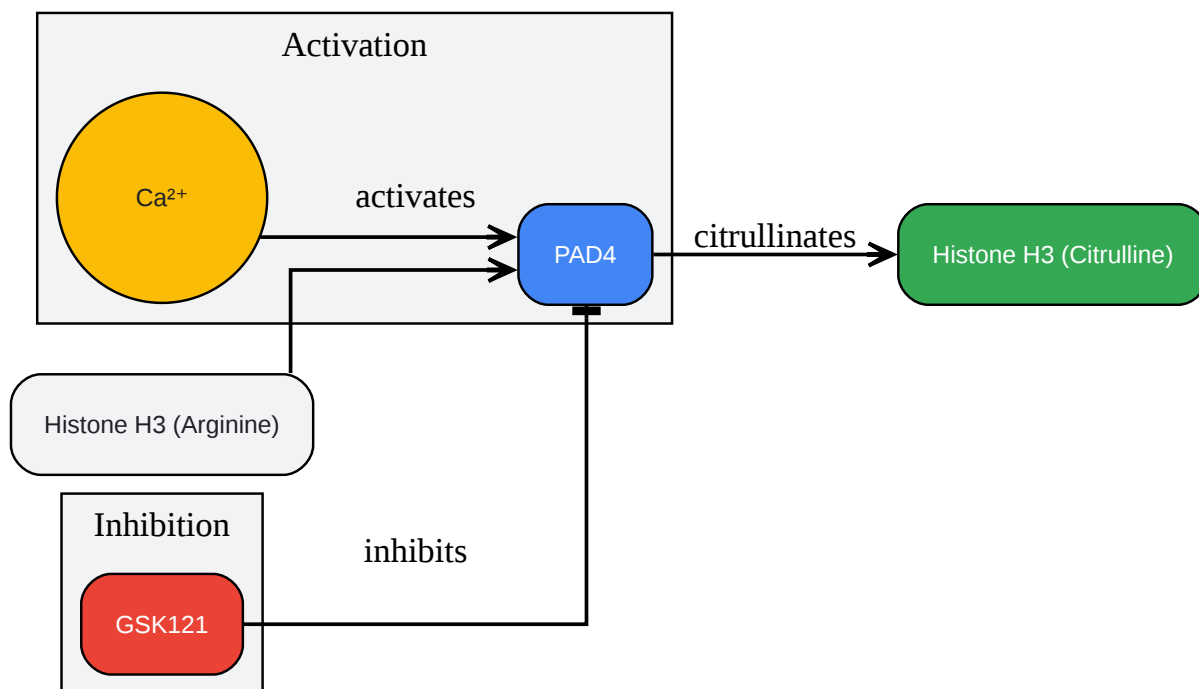 Activation
Ca²⁺
activates
PAD4
citrullinates
Histone H3 (Citrulline)
Histone H3 (Arginine)
Inhibition
inhibits
GSK121